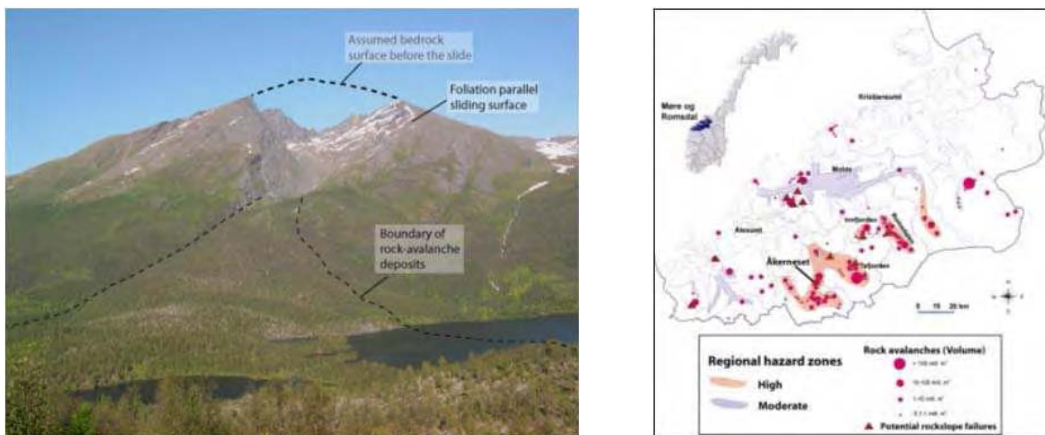 Assumed bedrock
surface before the slide
Foliation parallel
sliding surface
Boundary of
rock-avalanche
deposits
Møre og
Romsdal
Kristiansund
Molde
Innfjorden
Romsdalen
Ålesund
Åkerneset
Tafjorden
0 10 20 km
Regional hazard zones
High
Moderate
Rock avalanches (Volume)
Potential rockslope failures